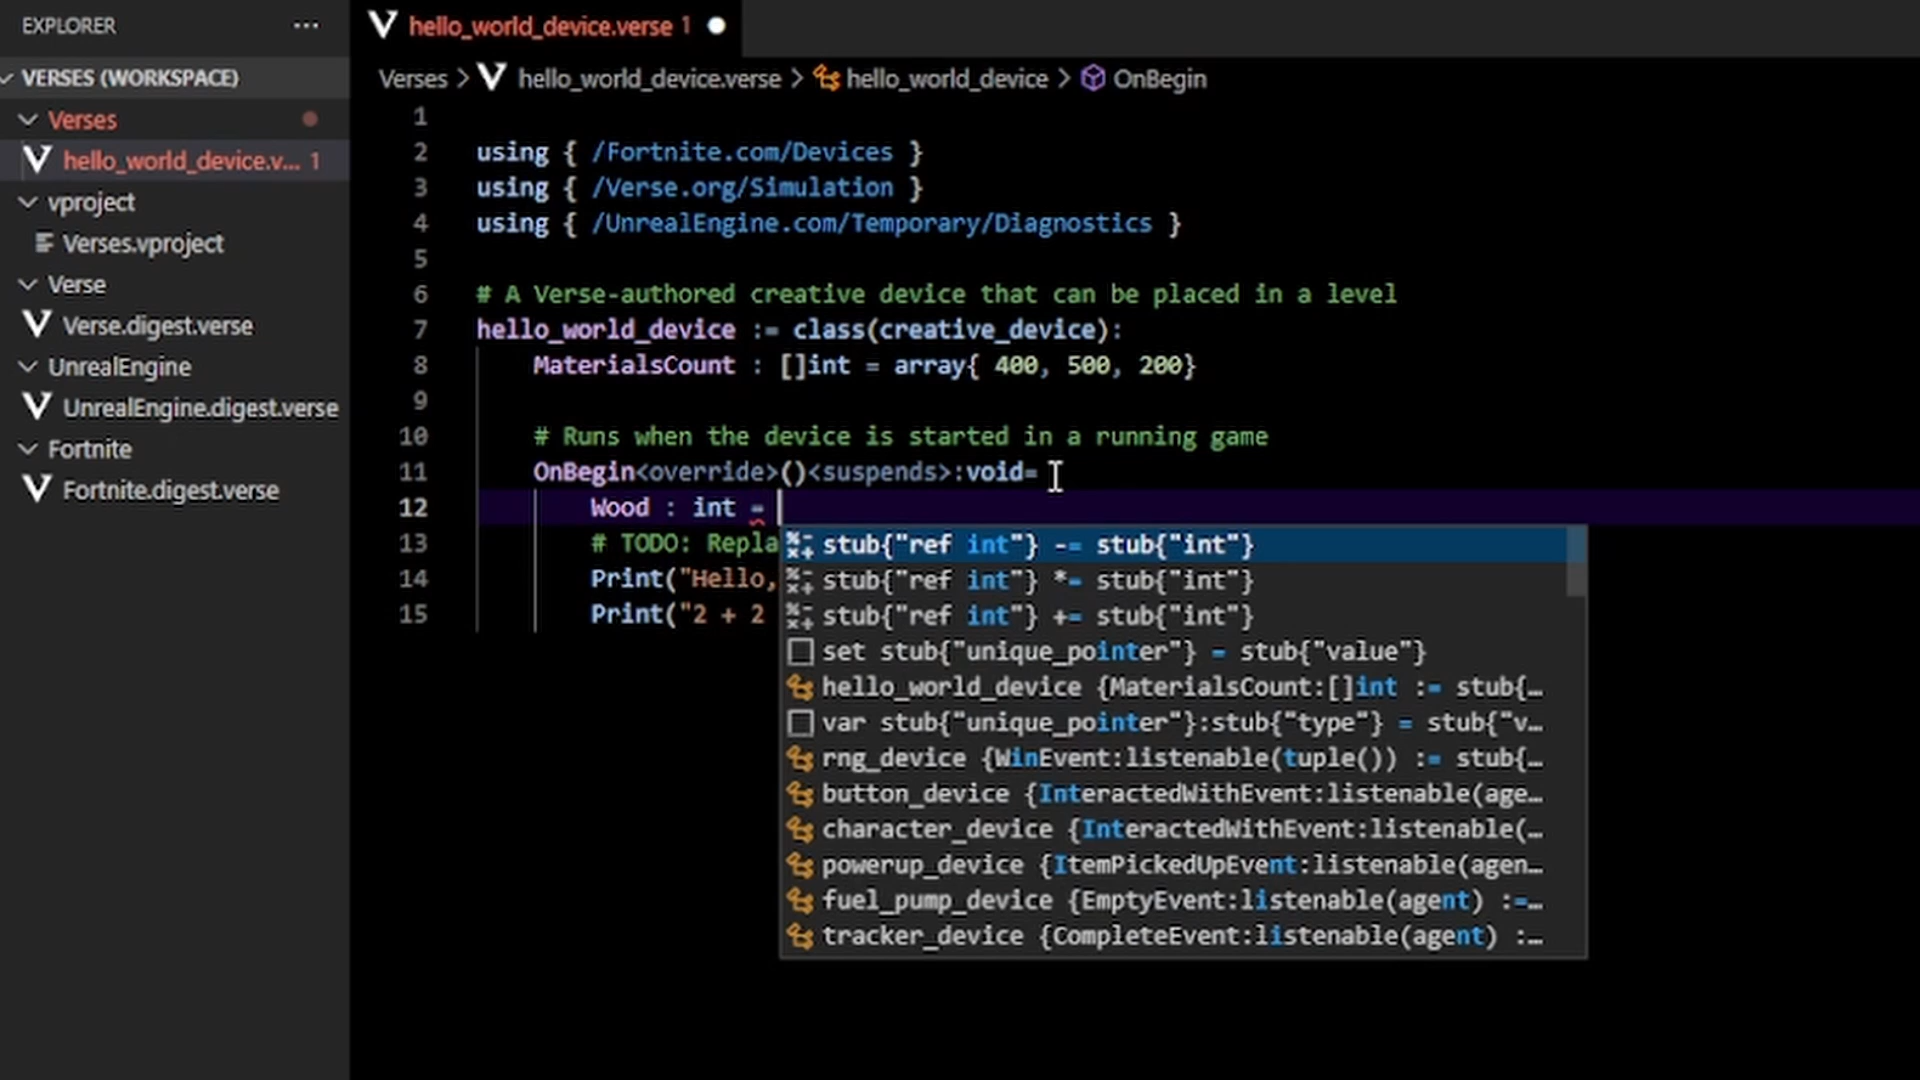 EXPLORER ...
VERSES (WORKSPACE)
Verses
hello_world_device.v... 1
vproject
Verses.vproject
Verse
Verse.digest.verse
UnrealEngine
UnrealEngine.digest.verse
Fortnite
Fortnite.digest.verse
hello_world_device.verse 1
Verses > hello_world_device.verse > hello_world_device > OnBegin
1
2 using { /Fortnite.com/Devices }
3 using { /Verse.org/Simulation }
4 using { /UnrealEngine.com/Temporary/Diagnostics }
5
6 # A Verse-authored creative device that can be placed in a level
7 hello_world_device := class(creative_device):
8 MaterialsCount : []int = array{ 400, 500, 200}
9
10 # Runs when the device is started in a running game
11 OnBegin<override>()<suspends>:void=
12 Wood : int =
13 # TODO: Repla
14 Print("Hello,
15 Print("2 + 2
stub{"ref int"} -= stub{"int"}
stub{"ref int"} *= stub{"int"}
stub{"ref int"} += stub{"int"}
set stub{"unique_pointer"} = stub{"value"}
hello_world_device {MaterialsCount:[]int := stub{…
var stub{"unique_pointer"}:stub{"type"} = stub{"v…
rng_device {WinEvent:listenable(tuple()) := stub{…
button_device {InteractedWithEvent:listenable(age…
character_device {InteractedWithEvent:listenable(…
powerup_device {ItemPickedUpEvent:listenable(agen…
fuel_pump_device {EmptyEvent:listenable(agent) :=…
tracker_device {CompleteEvent:listenable(agent) :…